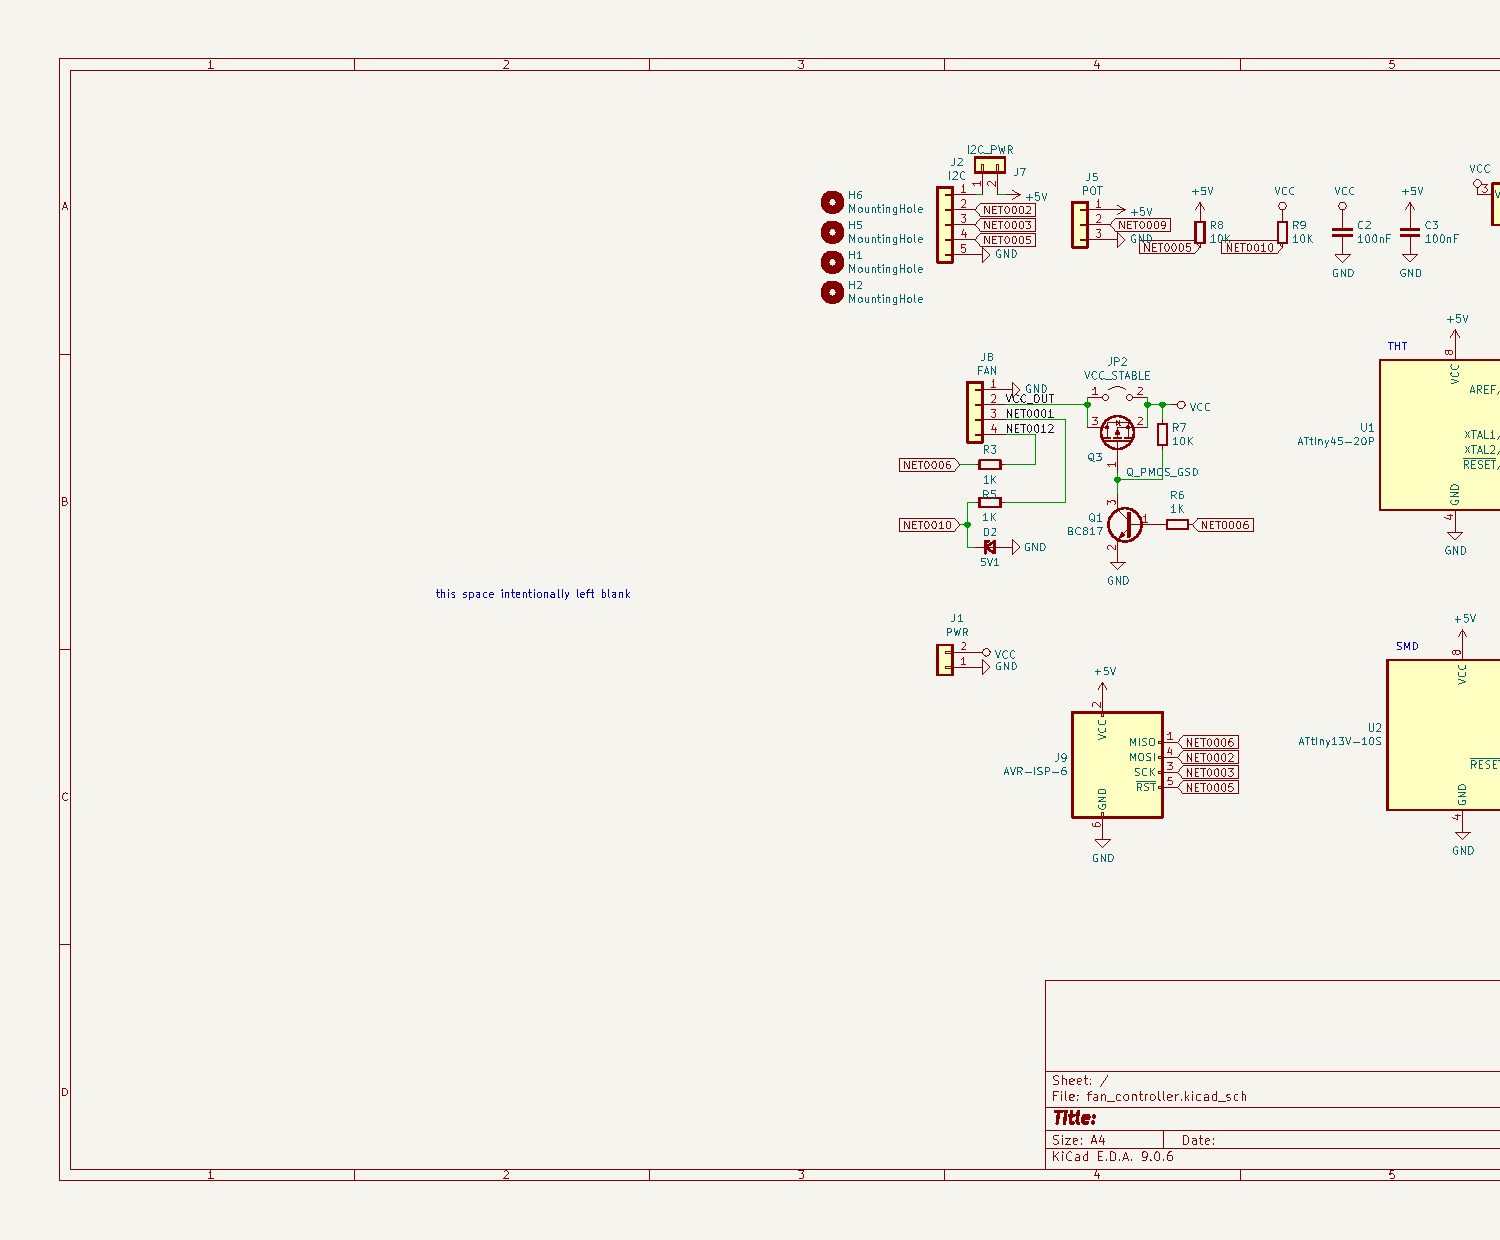 1 2 3 4 5
A
B
C
D
I2C_PWR
J2
I2C
J7
1
2
+5V
1
2
3
4
5
NET0002
NET0003
NET0005
GND
H6
MountingHole
H5
MountingHole
H1
MountingHole
H2
MountingHole
J5
POT
1
2
3
+5V
NET0009
GND
+5V
R8
10K
NET0005
VCC
R9
10K
NET0010
VCC
C2
100nF
GND
+5V
C3
100nF
GND
VCC
3
J8
FAN
1
2
3
4
GND
VCC_OUT
NET0001
NET0012
R3
1K
NET0006
R5
1K
NET0010
D2
5V1
GND
JP2
VCC_STABLE
1
2
VCC
3
2
1
Q3
Q_PMOS_GSD
R7
10K
R6
1K
NET0006
Q1
BC817
3
1
2
GND
+5V
THT
8
VCC
AREF/
XTAL1/
XTAL2/
RESET/
U1
ATtiny45-20P
GND
4
GND
this space intentionally left blank
J1
PWR
2
1
VCC
GND
+5V
2
VCC
MISO
MOSI
SCK
RST
1
4
3
5
NET0006
NET0002
NET0003
NET0005
J9
AVR-ISP-6
GND
6
GND
+5V
SMD
8
VCC
U2
ATtiny13V-10S
RESE
GND
4
GND
Sheet: /
File: fan_controller.kicad_sch
Title:
Size: A4 Date:
KiCad E.D.A. 9.0.6
1 2 3 4 5